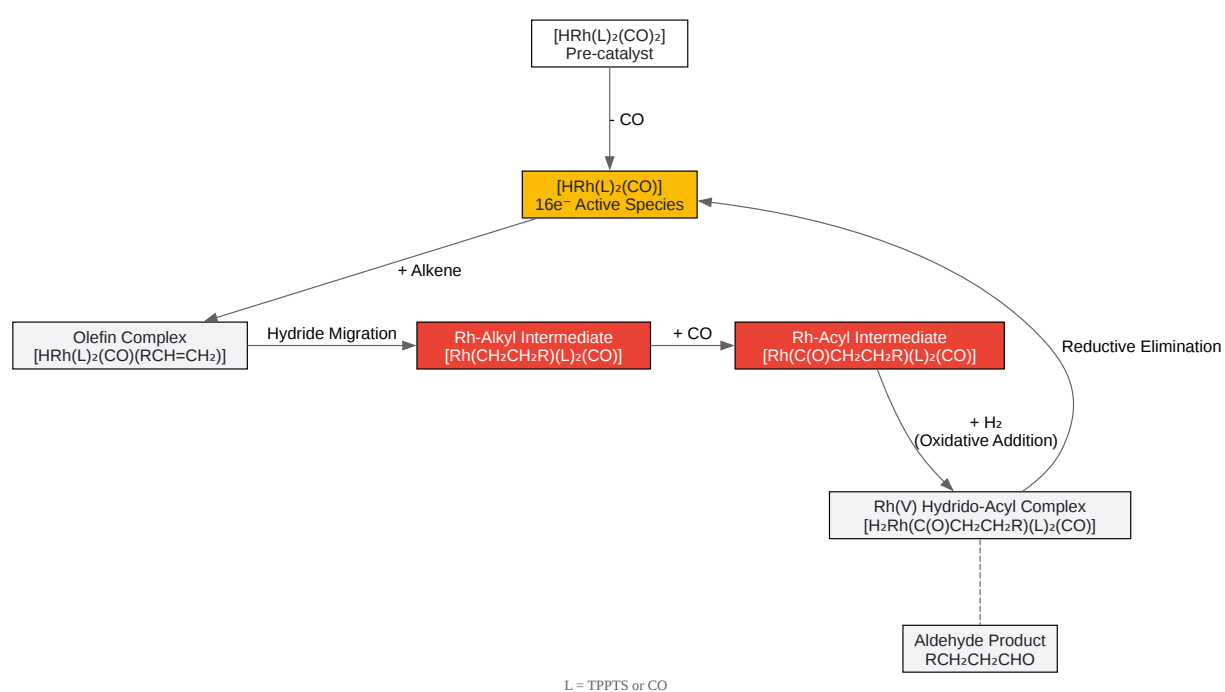 [HRh(L)₂(CO)₂]
Pre-catalyst
- CO
[HRh(L)₂(CO)]
16e⁻ Active Species
+ Alkene
Olefin Complex
[HRh(L)₂(CO)(RCH=CH₂)]
Hydride Migration
Rh-Alkyl Intermediate
[Rh(CH₂CH₂R)(L)₂(CO)]
+ CO
Rh-Acyl Intermediate
[Rh(C(O)CH₂CH₂R)(L)₂(CO)]
Reductive Elimination
+ H₂
(Oxidative Addition)
Rh(V) Hydrido-Acyl Complex
[H₂Rh(C(O)CH₂CH₂R)(L)₂(CO)]
Aldehyde Product
RCH₂CH₂CHO
L = TPPTS or CO